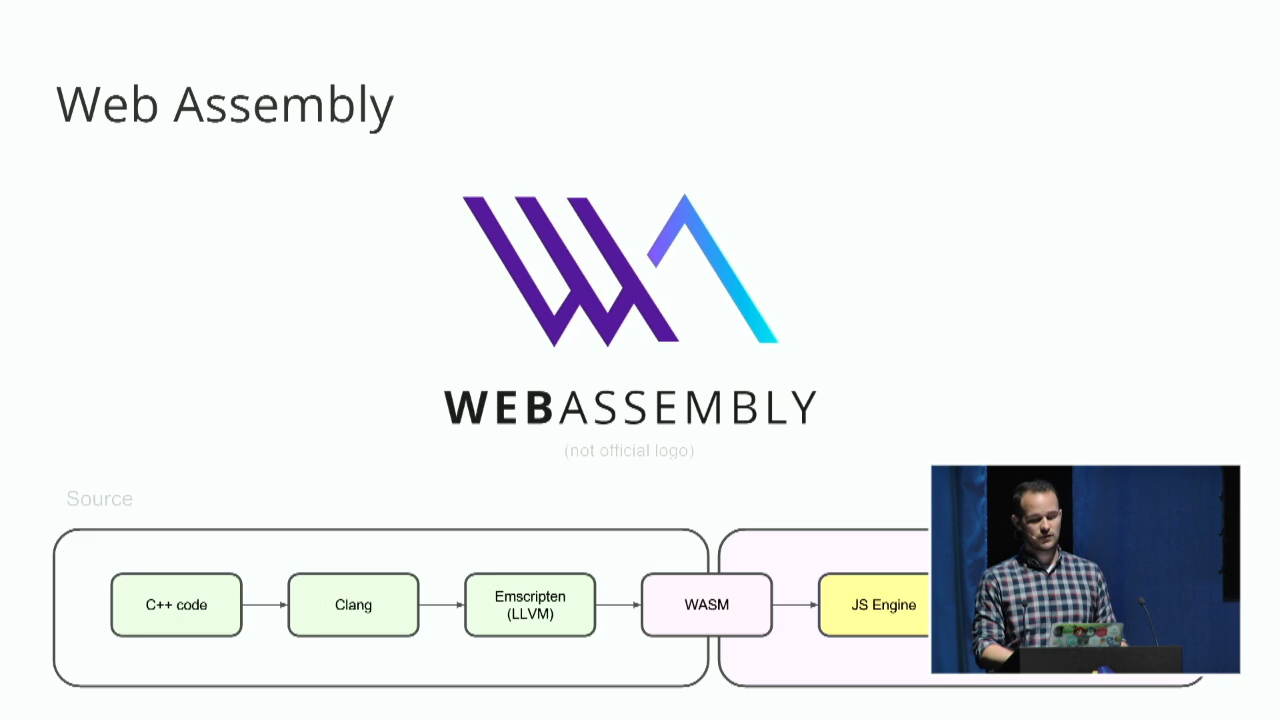 Web Assembly
WEBASSEMBLY
(not official logo)
Source
C++ code
Clang
Emscripten
(LLVM)
WASM
JS Engine